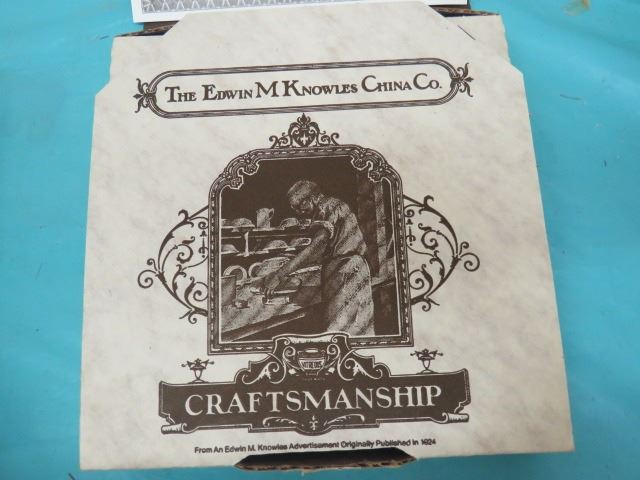 THE EDWIN M KNOWLES CHINA CO.
CRAFTSMANSHIP
From An Edwin M. Knowles Advertisement Originally Published in 1924